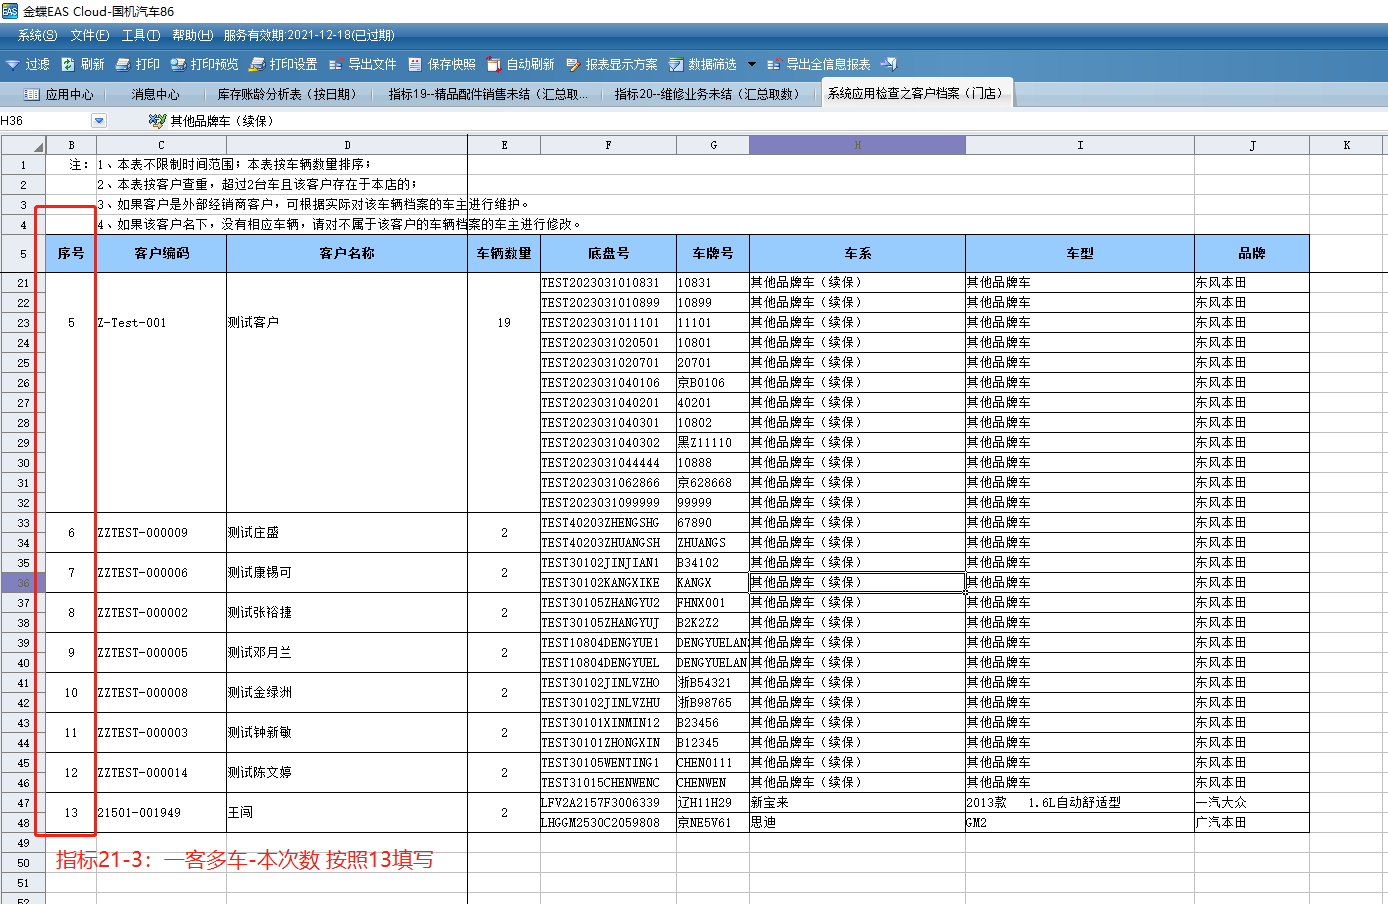 金蝶EAS Cloud-国机汽车86
系统(S) 文件(F) 工具(T) 帮助(H) 服务有效期:2021-12-18(已过期)
过滤 刷新 打印 打印预览 打印设置 导出文件 保存快照 自动刷新 报表显示方案 数据筛选 导出全信息报表
应用中心 消息中心 库存账龄分析表（按日期） 指标19--精品配件销售未结（汇总取... 指标20--维修业务未结（汇总取数） 系统应用检查之客户档案（门店）
H36 其他品牌车（续保）
B C D E F G H I J K
1 注：1、本表不限制时间范围；本表按车辆数量排序；
2 2、本表按客户查重，超过2台车且该客户存在于本店的；
3 3、如果客户是外部经销商客户，可根据实际对该车辆档案的车主进行维护。
4 4、如果该客户名下，没有相应车辆，请对不属于该客户的车辆档案的车主进行修改。
5 序号 客户编码 客户名称 车辆数量 底盘号 车牌号 车系 车型 品牌
21 TEST2023031010831 10831 其他品牌车（续保） 其他品牌车 东风本田
22 TEST2023031010899 10899 其他品牌车（续保） 其他品牌车 东风本田
23 5 Z-Test-001 测试客户 19 TEST2023031011101 11101 其他品牌车（续保） 其他品牌车 东风本田
24 TEST2023031020501 10801 其他品牌车（续保） 其他品牌车 东风本田
25 TEST2023031020701 20701 其他品牌车（续保） 其他品牌车 东风本田
26 TEST2023031040106 京B0106 其他品牌车（续保） 其他品牌车 东风本田
27 TEST2023031040201 40201 其他品牌车（续保） 其他品牌车 东风本田
28 TEST2023031040301 10802 其他品牌车（续保） 其他品牌车 东风本田
29 TEST2023031040302 黑Z11110 其他品牌车（续保） 其他品牌车 东风本田
30 TEST2023031044444 10888 其他品牌车（续保） 其他品牌车 东风本田
31 TEST2023031062866 京628668 其他品牌车（续保） 其他品牌车 东风本田
32 TEST2023031099999 99999 其他品牌车（续保） 其他品牌车 东风本田
33 TEST40203ZHENGSHG 67890 其他品牌车（续保） 其他品牌车 东风本田
6 ZZTEST-000009 测试庄盛 2
34 TEST40203ZHUANGSH ZHUANGS 其他品牌车（续保） 其他品牌车 东风本田
35 TEST30102JINJIAN1 B34102 其他品牌车（续保） 其他品牌车 东风本田
7 ZZTEST-000006 测试康锡可 2
36 TEST30102KANGXIKE KANGX 其他品牌车（续保） 其他品牌车 东风本田
37 TEST30105ZHANGYU2 FHNX001 其他品牌车（续保） 其他品牌车 东风本田
8 ZZTEST-000002 测试张裕捷 2
38 TEST30105ZHANGYUJ B2K2Z2 其他品牌车（续保） 其他品牌车 东风本田
39 TEST10804DENGYUE1 DENGYUELAN 其他品牌车（续保） 其他品牌车 东风本田
9 ZZTEST-000005 测试邓月兰 2
40 TEST10804DENGYUEL DENGYUELAN 其他品牌车（续保） 其他品牌车 东风本田
41 TEST30102JINLVZHO 浙B54321 其他品牌车（续保） 其他品牌车 东风本田
10 ZZTEST-000008 测试金绿洲 2
42 TEST30102JINLVZHU 浙B98765 其他品牌车（续保） 其他品牌车 东风本田
43 TEST30101XINMIN12 B23456 其他品牌车（续保） 其他品牌车 东风本田
11 ZZTEST-000003 测试钟新敏 2
44 TEST30101ZHONGXIN B12345 其他品牌车（续保） 其他品牌车 东风本田
45 TEST30105WENTING1 CHEN0111 其他品牌车（续保） 其他品牌车 东风本田
12 ZZTEST-000014 测试陈文婷 2
46 TEST31015CHENWENC CHENWEN 其他品牌车（续保） 其他品牌车 东风本田
47 LFV2A2157F3006339 辽H11H29 新宝来 2013款 1.6L自动舒适型 一汽大众
13 21501-001949 王闯 2
48 LHGGM2530C2059808 京NE5V61 思迪 GM2 广汽本田
49
50 指标21-3：一客多车-本次数 按照13填写
51
52